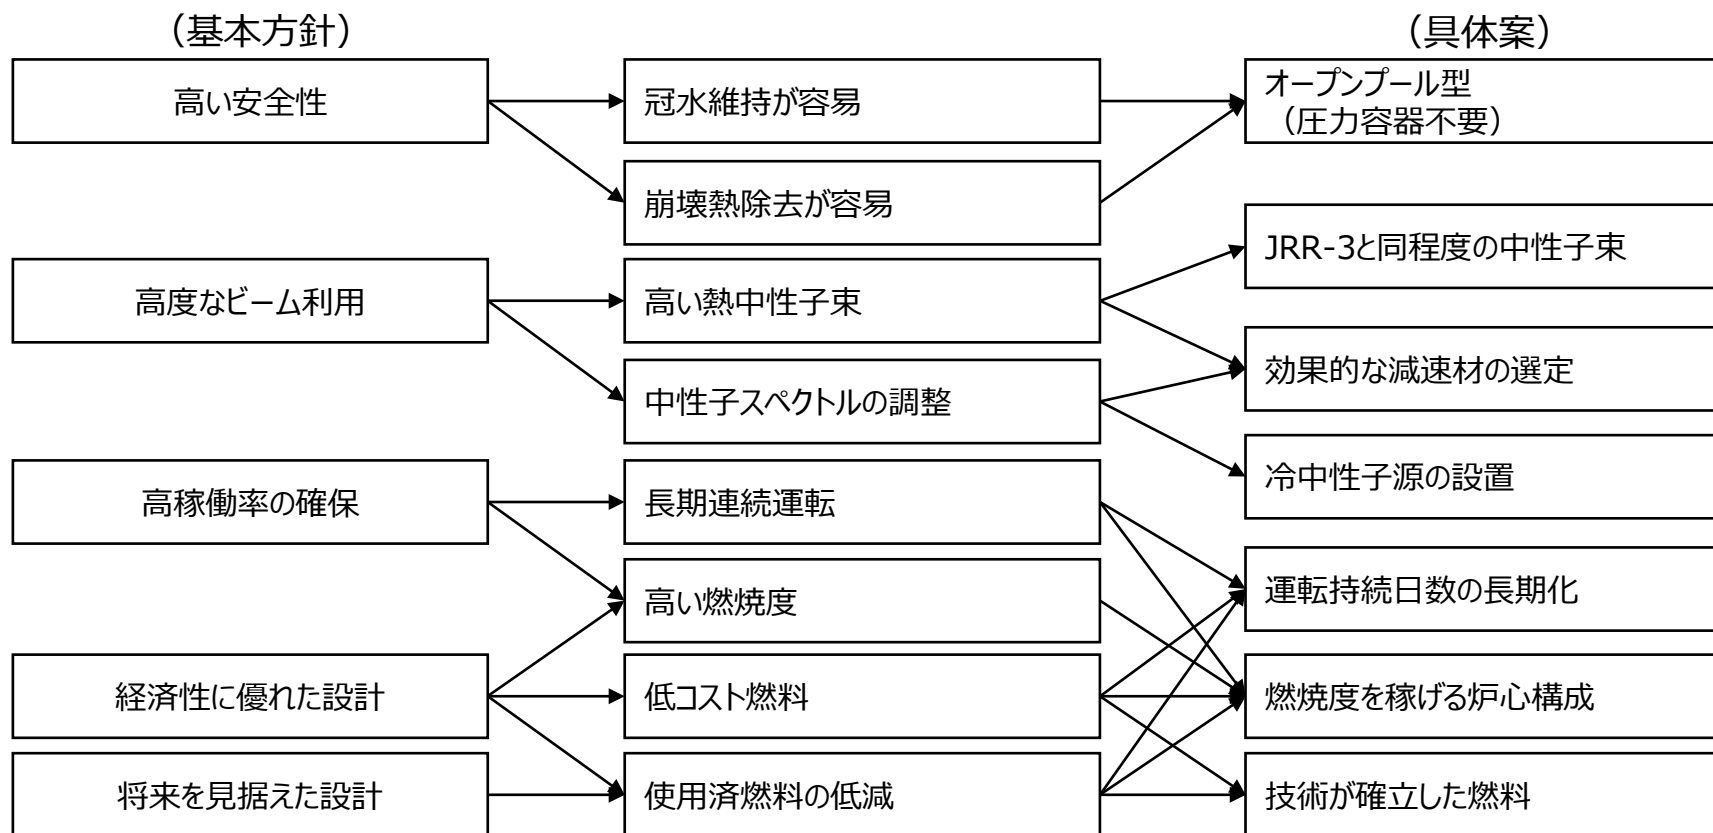 （基本方針）
（具体案）
高い安全性
冠水維持が容易
オープンプール型
（圧力容器不要）
崩壊熱除去が容易
JRR-3と同程度の中性子束
高度なビーム利用
高い熱中性子束
効果的な減速材の選定
中性子スペクトルの調整
冷中性子源の設置
高稼働率の確保
長期連続運転
運転持続日数の長期化
高い燃焼度
経済性に優れた設計
低コスト燃料
燃焼度を稼げる炉心構成
将来を見据えた設計
使用済燃料の低減
技術が確立した燃料